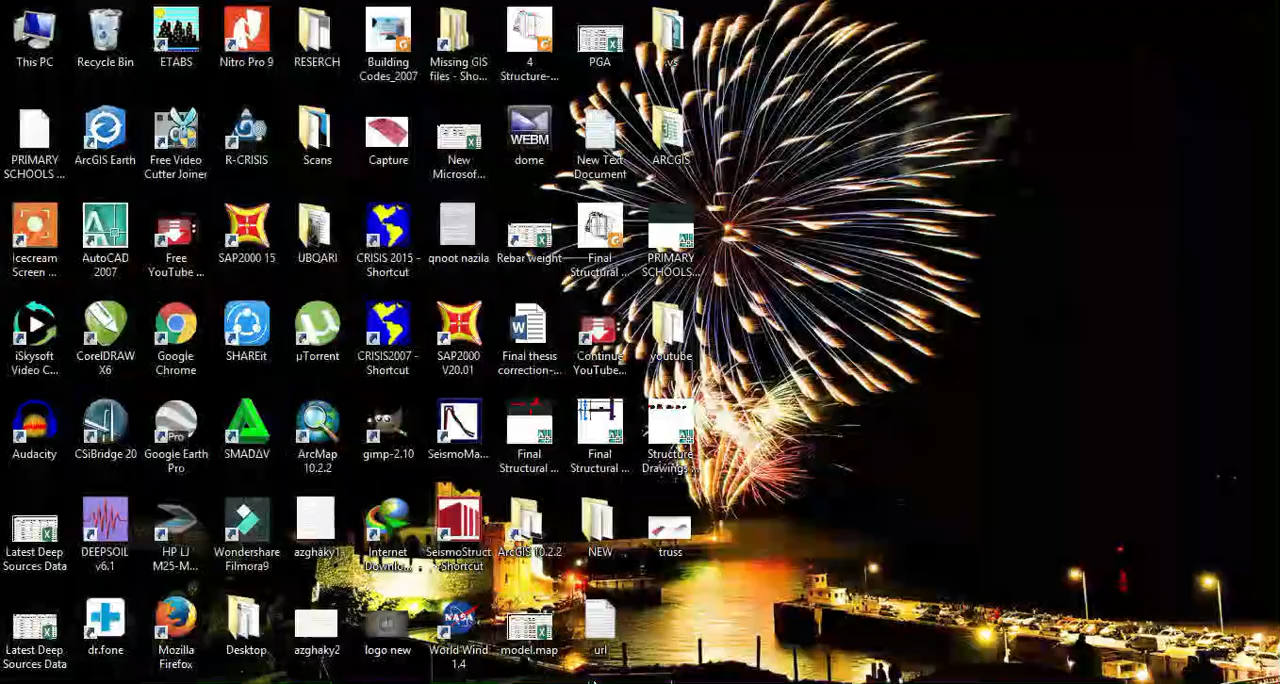 This PC
Recycle Bin
ETABS
Nitro Pro 9
RESERCH
Building
Codes_2007
Missing GIS
files - Sho...
4
Structure-...
PGA
.vs
PRIMARY
SCHOOLS ...
ArcGIS Earth
Free Video
Cutter Joiner
R-CRISIS
Scans
Capture
New
Microsof...
WEBM
dome
New Text
Document
ARCGIS
Icecream
Screen ...
AutoCAD
2007
Free
YouTube ...
SAP2000 15
UBQARI
CRISIS 2015 -
Shortcut
qnoot nazila
Rebar weight
Final
Structural ...
PRIMARY
SCHOOLS...
iSkysoft
Video C...
CorelDRAW
X6
Google
Chrome
SHAREit
µTorrent
CRISIS2007 -
Shortcut
SAP2000
V20.01
Final thesis
correction-...
Continue
YouTube...
youtube
Audacity
CSiBridge 20
Pro
Google Earth
Pro
SMADΔV
ArcMap
10.2.2
gimp-2.10
SeismoMa...
Final
Structural ...
Final
Structural ...
Structure
Drawings ...
Latest Deep
Sources Data
DEEPSOIL
v6.1
HP LJ
M25-M...
Wondershare
Filmora9
azghaky1
Internet
Downlo...
SeismoStruct
- Shortcut
ArcGIS 10.2.2
NEW
truss
Latest Deep
Sources Data
dr.fone
Mozilla
Firefox
Desktop
azghaky2
logo new
NASA
World Wind
1.4
model.map
url